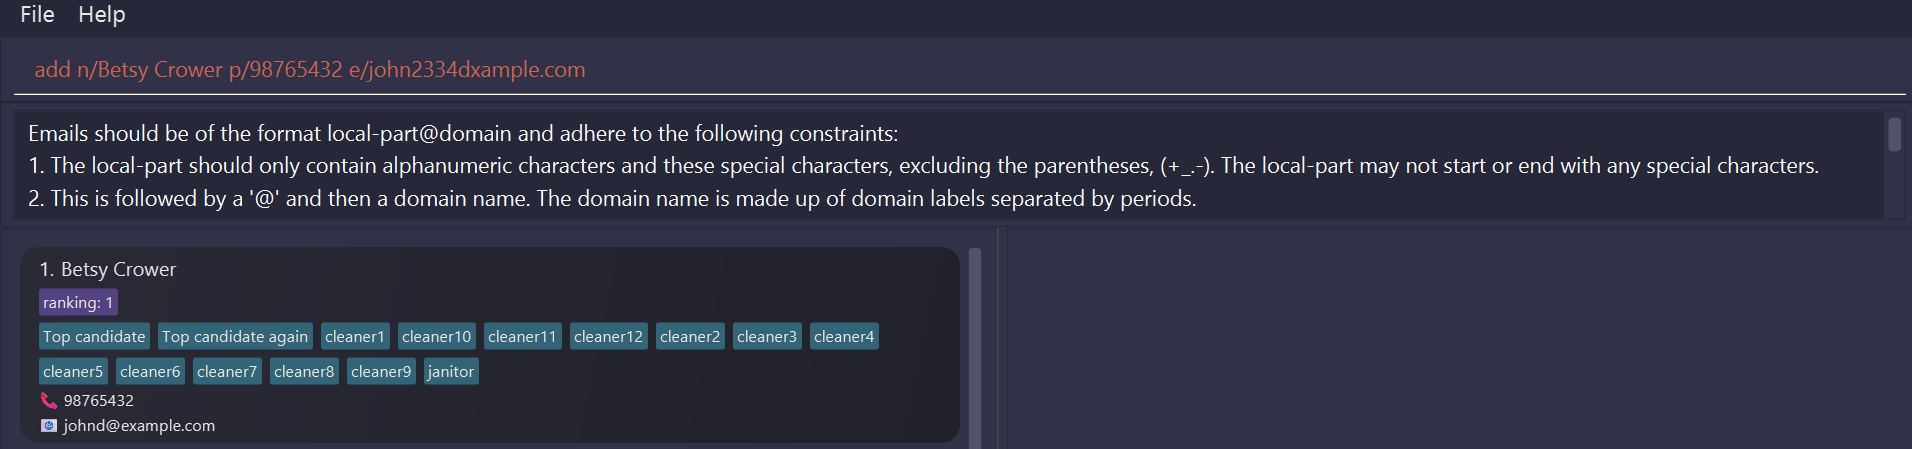 File Help
add n/Betsy Crower p/98765432 e/john2334dxample.com
Emails should be of the format local-part@domain and adhere to the following constraints:
1. The local-part should only contain alphanumeric characters and these special characters, excluding the parentheses, (+_.-). The local-part may not start or end with any special characters.
2. This is followed by a '@' and then a domain name. The domain name is made up of domain labels separated by periods.
1. Betsy Crower
ranking: 1
Top candidate Top candidate again cleaner1 cleaner10 cleaner11 cleaner12 cleaner2 cleaner3 cleaner4
cleaner5 cleaner6 cleaner7 cleaner8 cleaner9 janitor
98765432
johnd@example.com